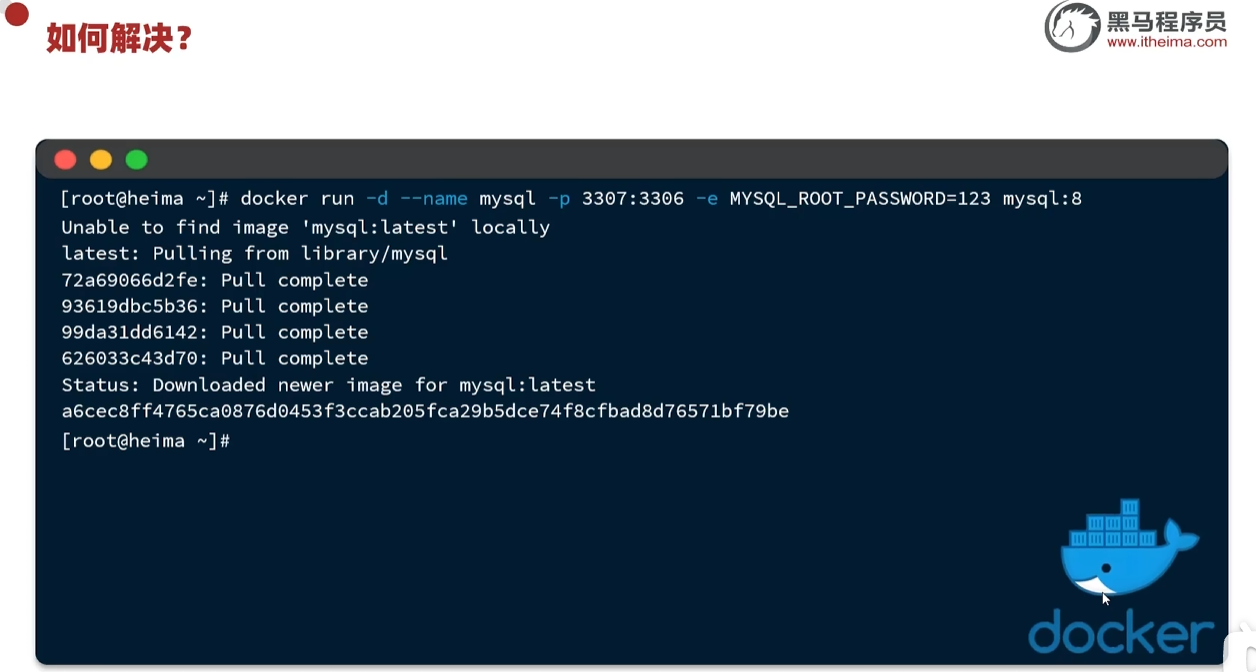 如何解决?
黑马程序员
www.itheima.com
[root@heima ~]# docker run -d --name mysql -p 3307:3306 -e MYSQL_ROOT_PASSWORD=123 mysql:8
Unable to find image 'mysql:latest' locally
latest: Pulling from library/mysql
72a69066d2fe: Pull complete
93619dbc5b36: Pull complete
99da31dd6142: Pull complete
626033c43d70: Pull complete
Status: Downloaded newer image for mysql:latest
a6cec8ff4765ca0876d0453f3ccab205fca29b5dce74f8cfbad8d76571bf79be
[root@heima ~]#
docker